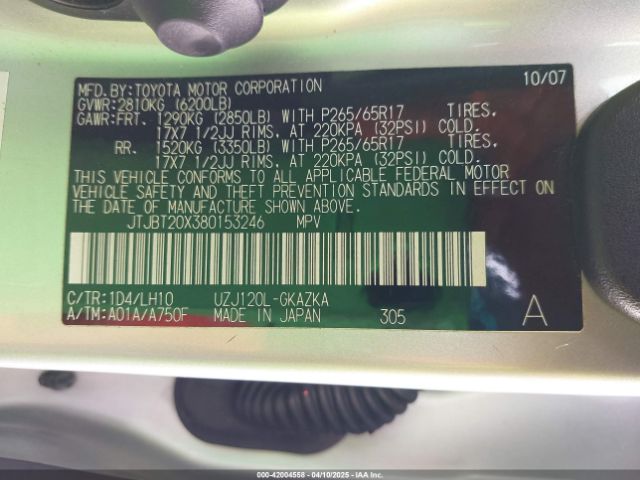 MFD. BY: TOYOTA MOTOR CORPORATION 10/07
GVWR: 2810KG (6200LB)
GAWR: FRT. 1290KG (2850LB) WITH P265/65R17 TIRES.
17X7 1/2JJ RIMS. AT 220KPA (32PSI) COLD.
RR. 1520KG (3350LB) WITH P265/65R17 TIRES.
17X7 1/2JJ RIMS. AT 220KPA (32PSI) COLD.
THIS VEHICLE CONFORMS TO ALL APPLICABLE FEDERAL MOTOR
VEHICLE SAFETY AND THEFT PREVENTION STANDARDS IN EFFECT ON
THE DATE OF MANUFACTURE SHOWN ABOVE.
JTJBT20X380153246 MPV
C/TR: 1D4/LH10 UZJ120L-GKAZKA A
A/TM: A01A/A750F MADE IN JAPAN 305
000-42004558 - 04/10/2025 - IAA Inc.